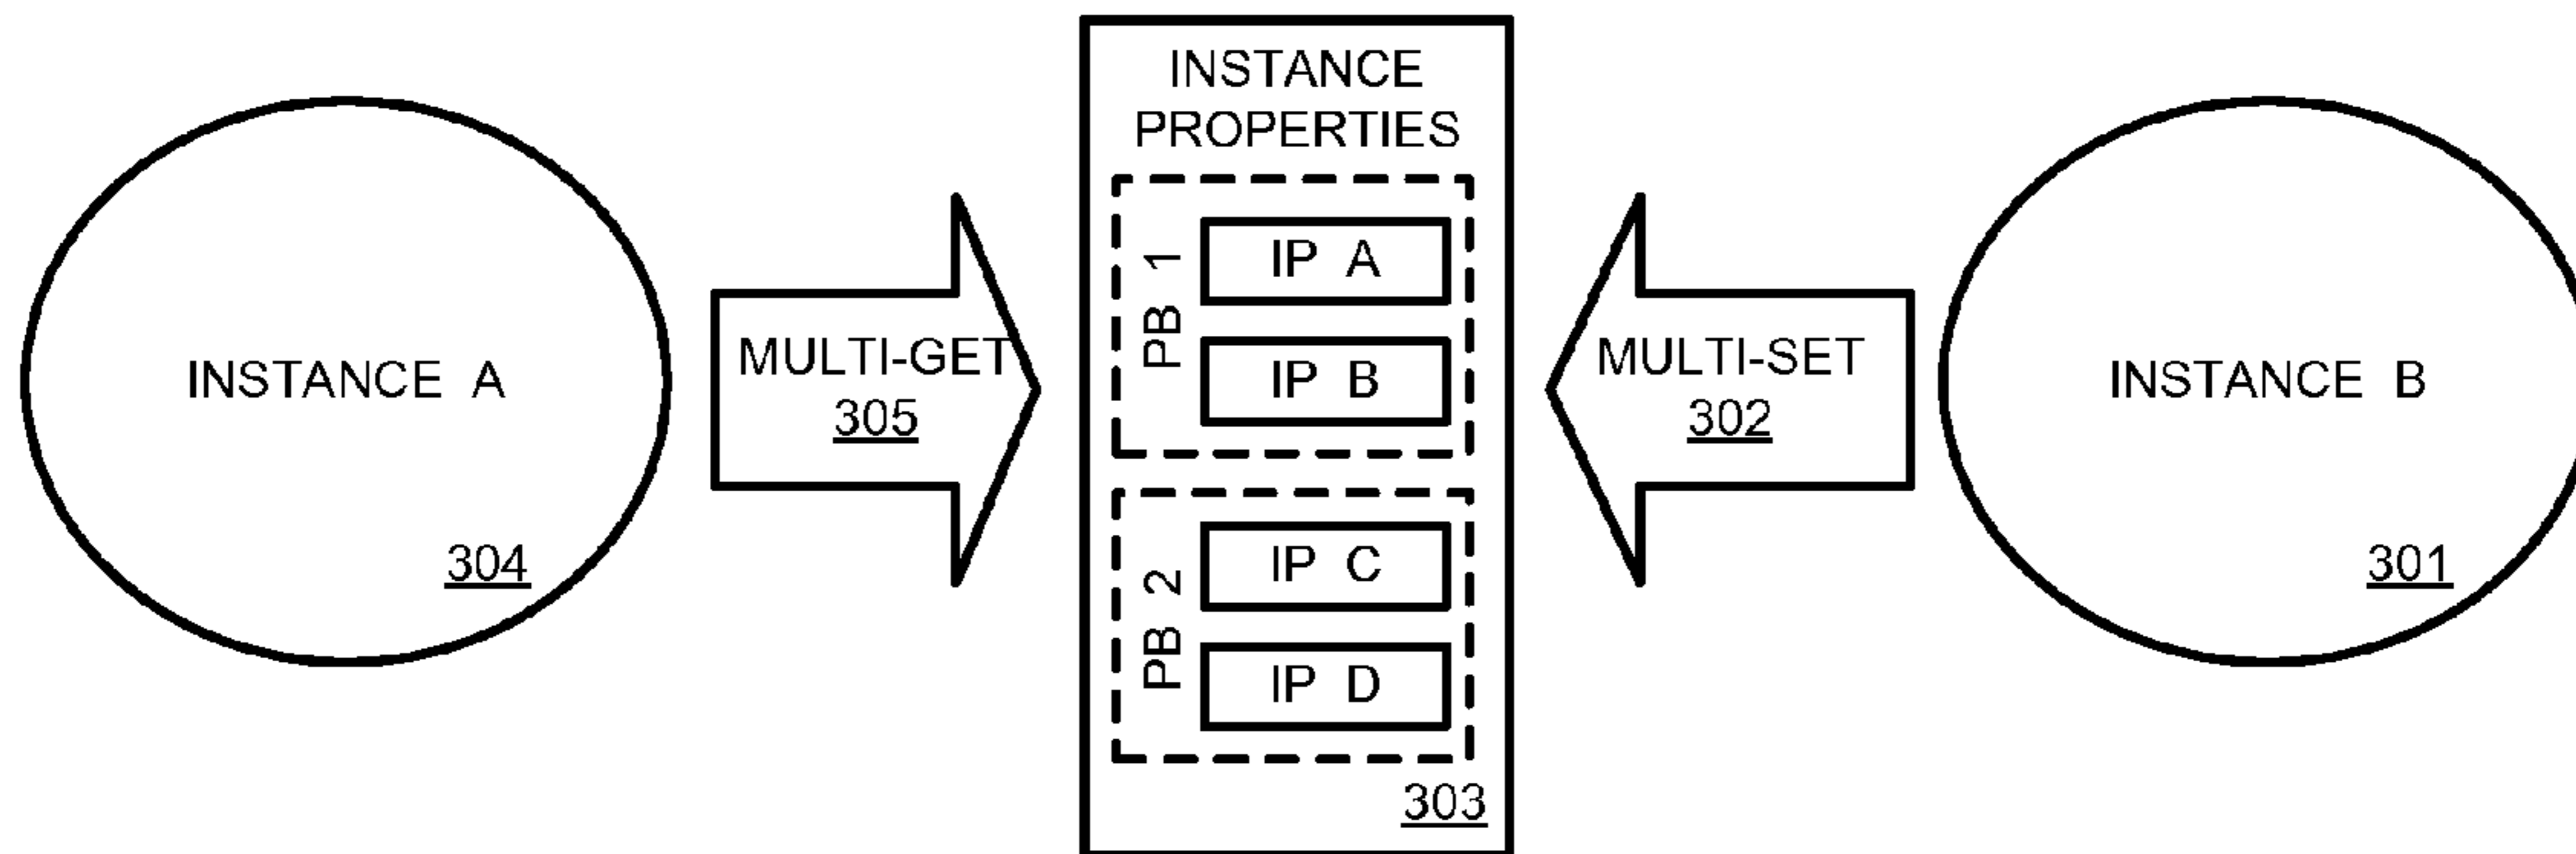 INSTANCE A
304
MULTI-GET
305
INSTANCE
PROPERTIES
PB 1
IP A
IP B
PB 2
IP C
IP D
303
MULTI-SET
302
INSTANCE B
301